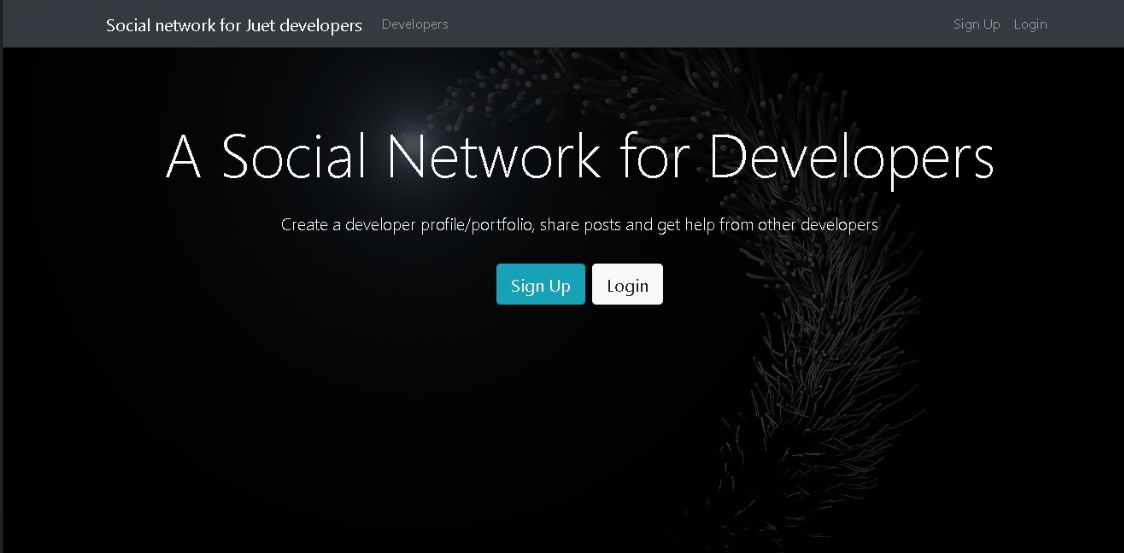 Social network for Juet developers Developers Sign Up Login
A Social Network for Developers
Create a developer profile/portfolio, share posts and get help from other developers
Sign Up Login